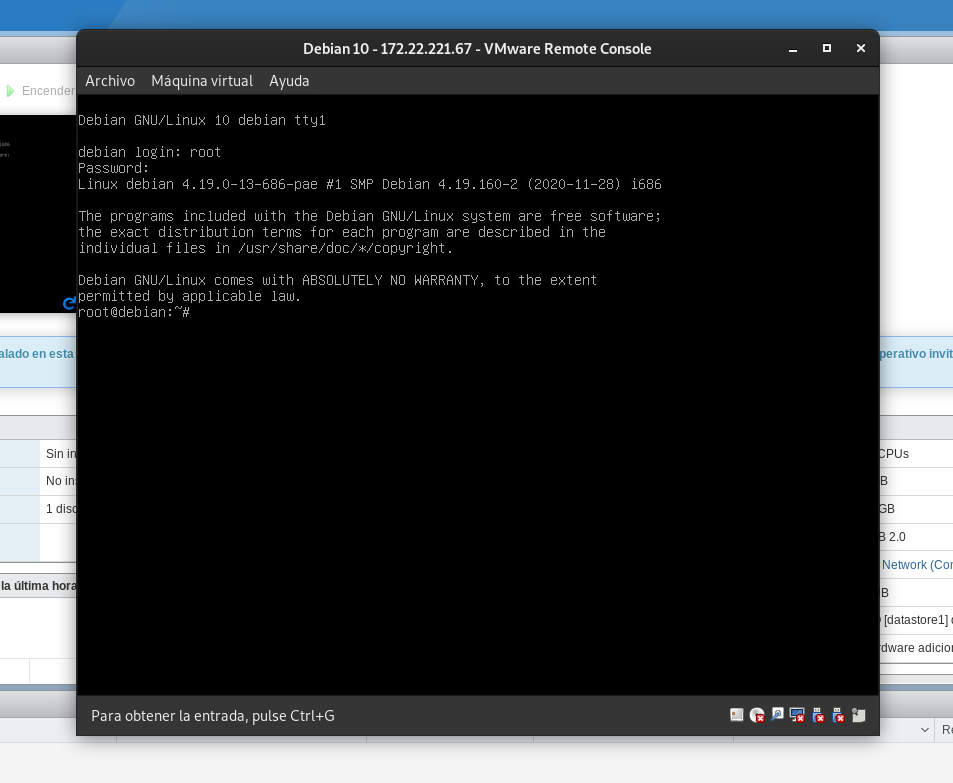 Debian 10 - 172.22.221.67 - VMware Remote Console
Archivo Máquina virtual Ayuda
Encender
Debian GNU/Linux 10 debian tty1
debian login: root
Password:
Linux debian 4.19.0-13-686-pae #1 SMP Debian 4.19.160-2 (2020-11-28) i686
The programs included with the Debian GNU/Linux system are free software;
the exact distribution terms for each program are described in the
individual files in /usr/share/doc/*/copyright.
Debian GNU/Linux comes with ABSOLUTELY NO WARRANTY, to the extent
permitted by applicable law.
root@debian:~#
alado en esta
perativo invit
Sin in
CPUs
No ins
B
1 disc
GB
B 2.0
Network (Cor
la última hora
B
[datastore1]
dware adicion
Para obtener la entrada, pulse Ctrl+G
Re